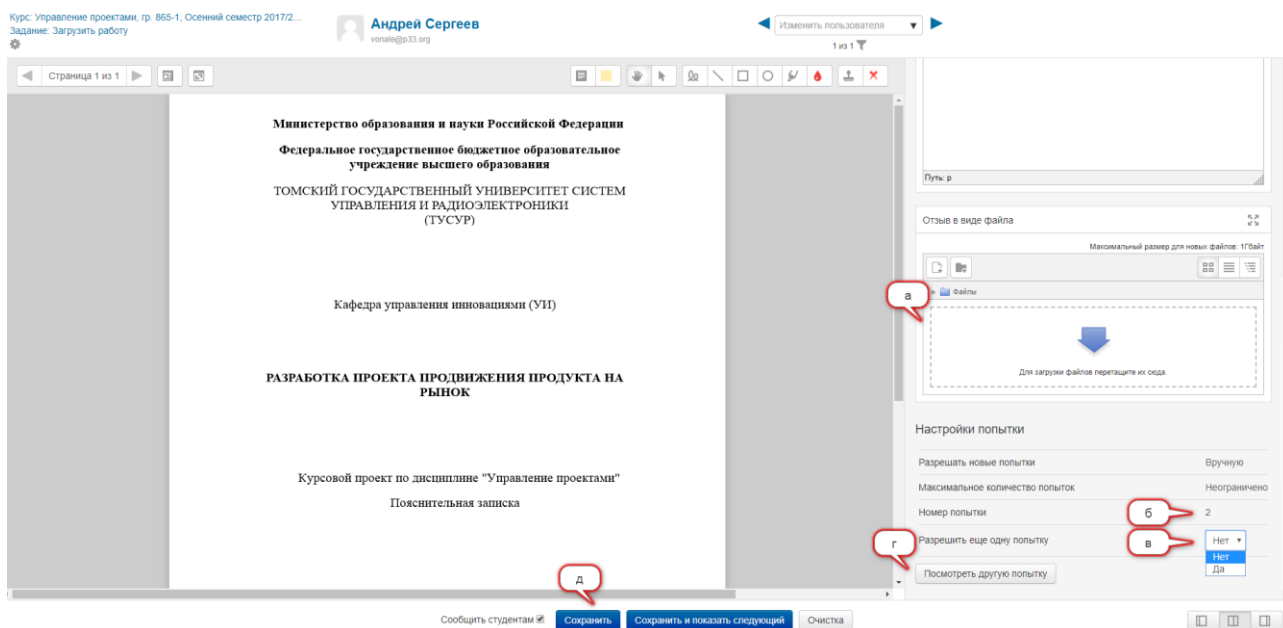 Курс: Управление проектами, гр. 865-1, Осенний семестр 2017/2...
Задание: Загрузить работу
Андрей Сергеев
vonate@p33.org
Изменить пользователя
1 из 1
Страница 1 из 1
Министерство образования и науки Российской Федерации
Федеральное государственное бюджетное образовательное
учреждение высшего образования
ТОМСКИЙ ГОСУДАРСТВЕННЫЙ УНИВЕРСИТЕТ СИСТЕМ
УПРАВЛЕНИЯ И РАДИОЭЛЕКТРОНИКИ
(ТУСУР)
Кафедра управления инновациями (УИ)
РАЗРАБОТКА ПРОЕКТА ПРОДВИЖЕНИЯ ПРОДУКТА НА
РЫНОК
Курсовой проект по дисциплине "Управление проектами"
Пояснительная записка
Путь: p
Отзыв в виде файла
Максимальный размер для новых файлов: 1Гбайт
а
Файлы
Для загрузки файлов перетащите их сюда.
Настройки попытки
Разрешать новые попытки Вручную
Максимальное количество попыток Неограничено
Номер попытки б 2
г Разрешить еще одну попытку в Нет
Нет
Да
Посмотреть другую попытку
д
Сообщить студентам Сохранить Сохранить и показать следующий Очистка